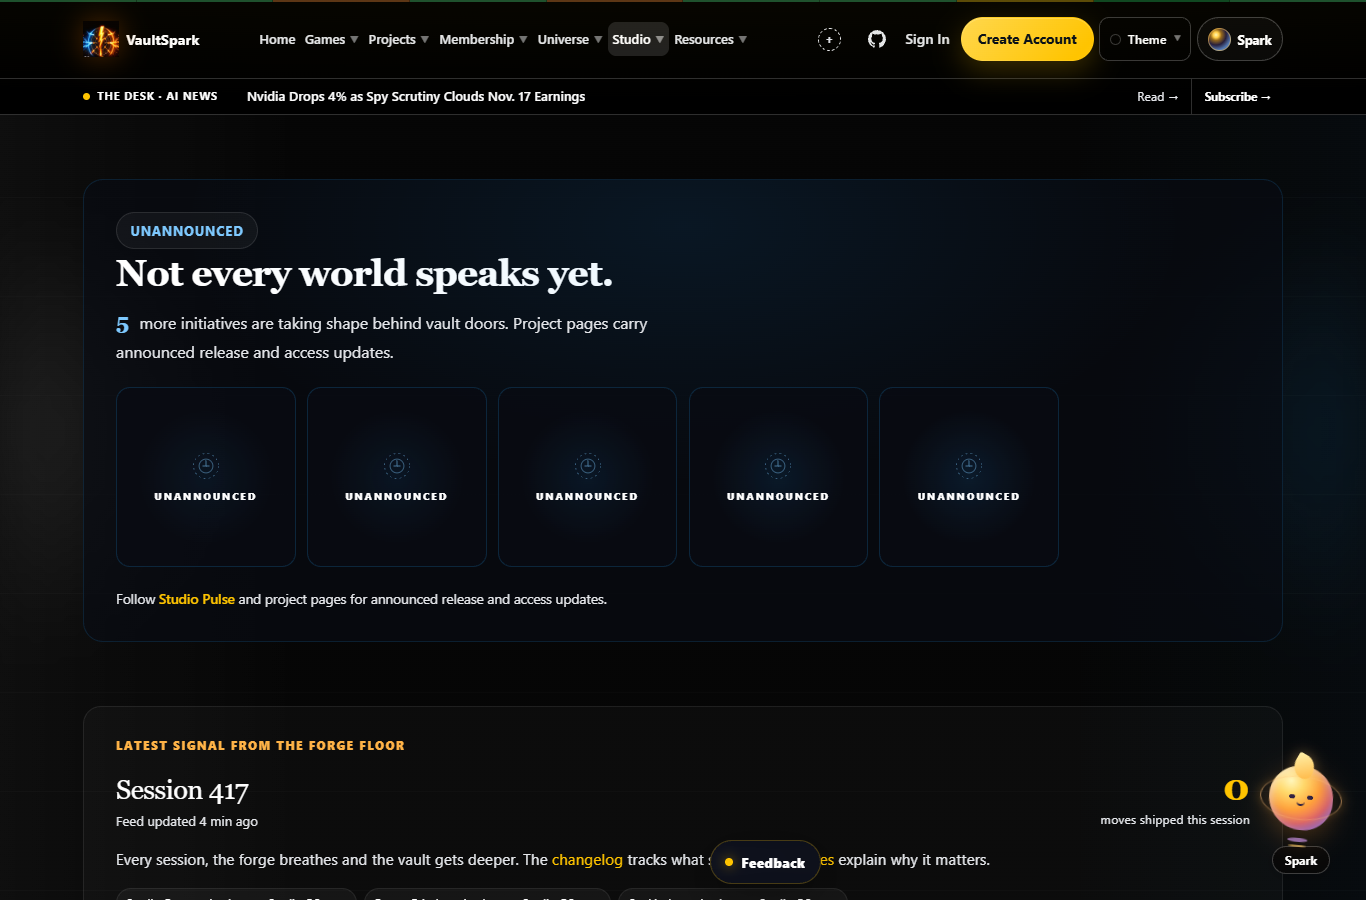 VaultSpark
Home Games Projects Membership Universe Studio Resources
Sign In
Create Account
Theme
Spark
THE DESK · AI NEWS
Nvidia Drops 4% as Spy Scrutiny Clouds Nov. 17 Earnings
Read →
Subscribe →
UNANNOUNCED
Not every world speaks yet.
5 more initiatives are taking shape behind vault doors. Project pages carry
announced release and access updates.
UNANNOUNCED UNANNOUNCED UNANNOUNCED UNANNOUNCED UNANNOUNCED
Follow Studio Pulse and project pages for announced release and access updates.
LATEST SIGNAL FROM THE FORGE FLOOR
Session 417
Feed updated 4 min ago
0
moves shipped this session
Every session, the forge breathes and the vault gets deeper. The changelog tracks what
explain why it matters.
Feedback
Spark